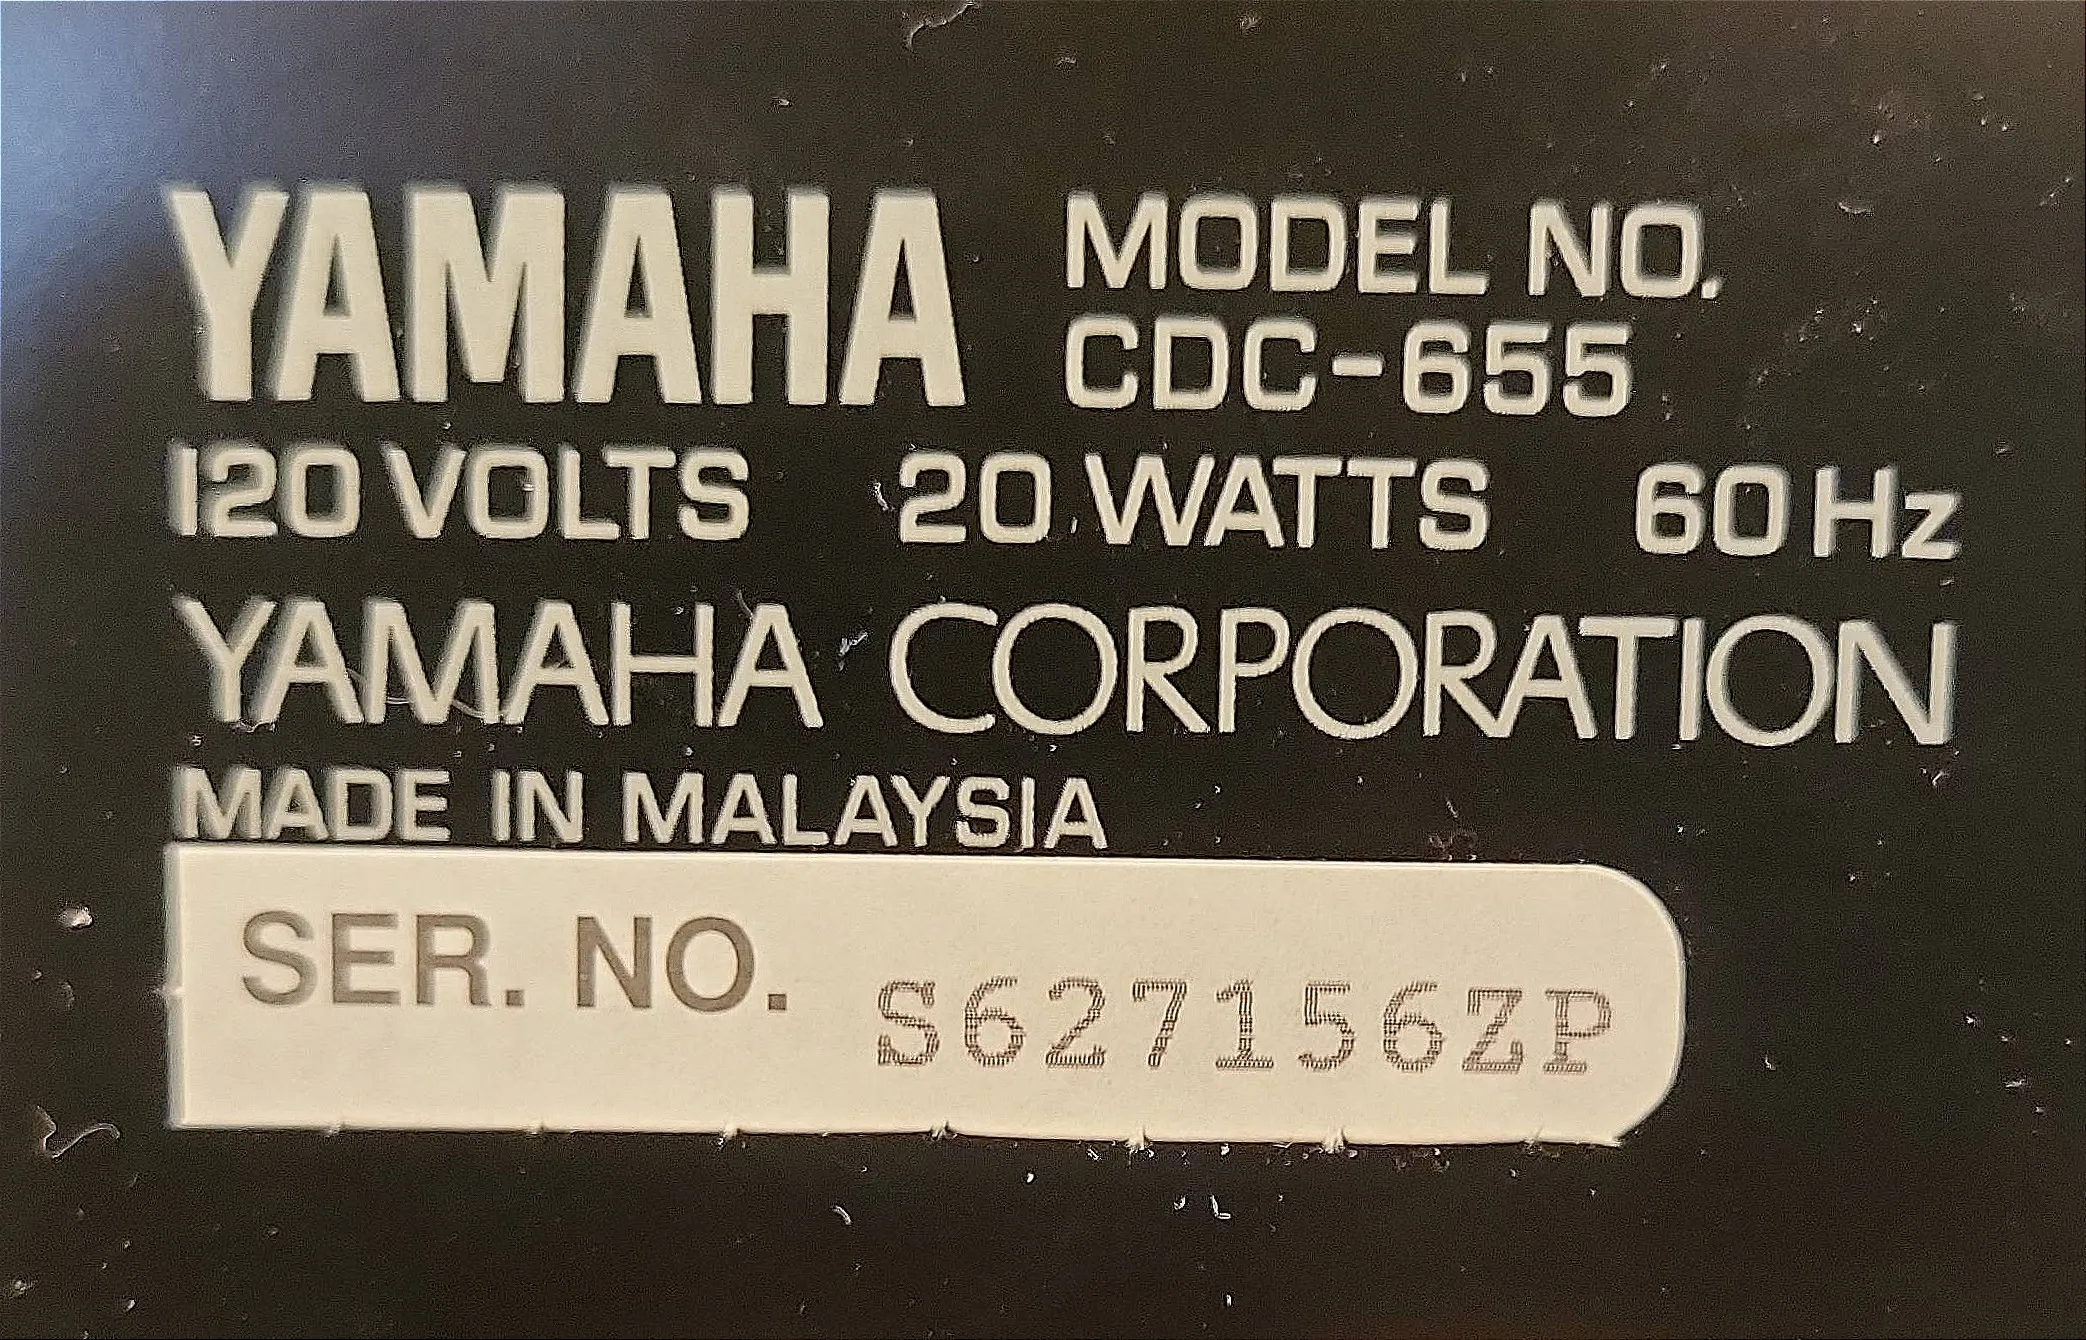 YAMAHA MODEL NO.
CDC-655
120 VOLTS 20 WATTS 60 Hz
YAMAHA CORPORATION
MADE IN MALAYSIA
SER. NO. S627156ZP